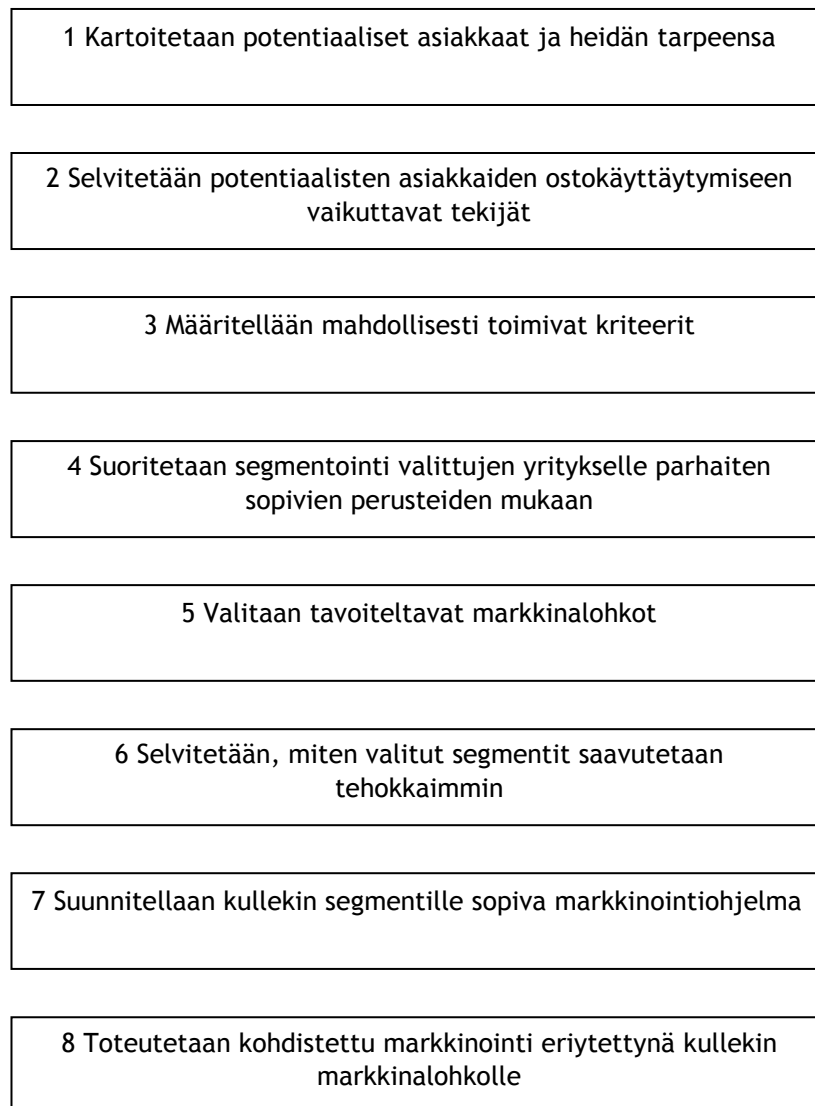 1 Kartoitetaan potentiaaliset asiakkaat ja heidän tarpeensa
2 Selvitetään potentiaalisten asiakkaiden ostokäyttäytymiseen
vaikuttavat tekijät
3 Määritellään mahdollisesti toimivat kriteerit
4 Suoritetaan segmentointi valittujen yritykselle parhaiten
sopivien perusteiden mukaan
5 Valitaan tavoiteltavat markkinalohkot
6 Selvitetään, miten valitut segmentit saavutetaan
tehokkaimmin
7 Suunnitellaan kullekin segmentille sopiva markkinointiohjelma
8 Toteutetaan kohdistettu markkinointi eriytettynä kullekin
markkinalohkolle